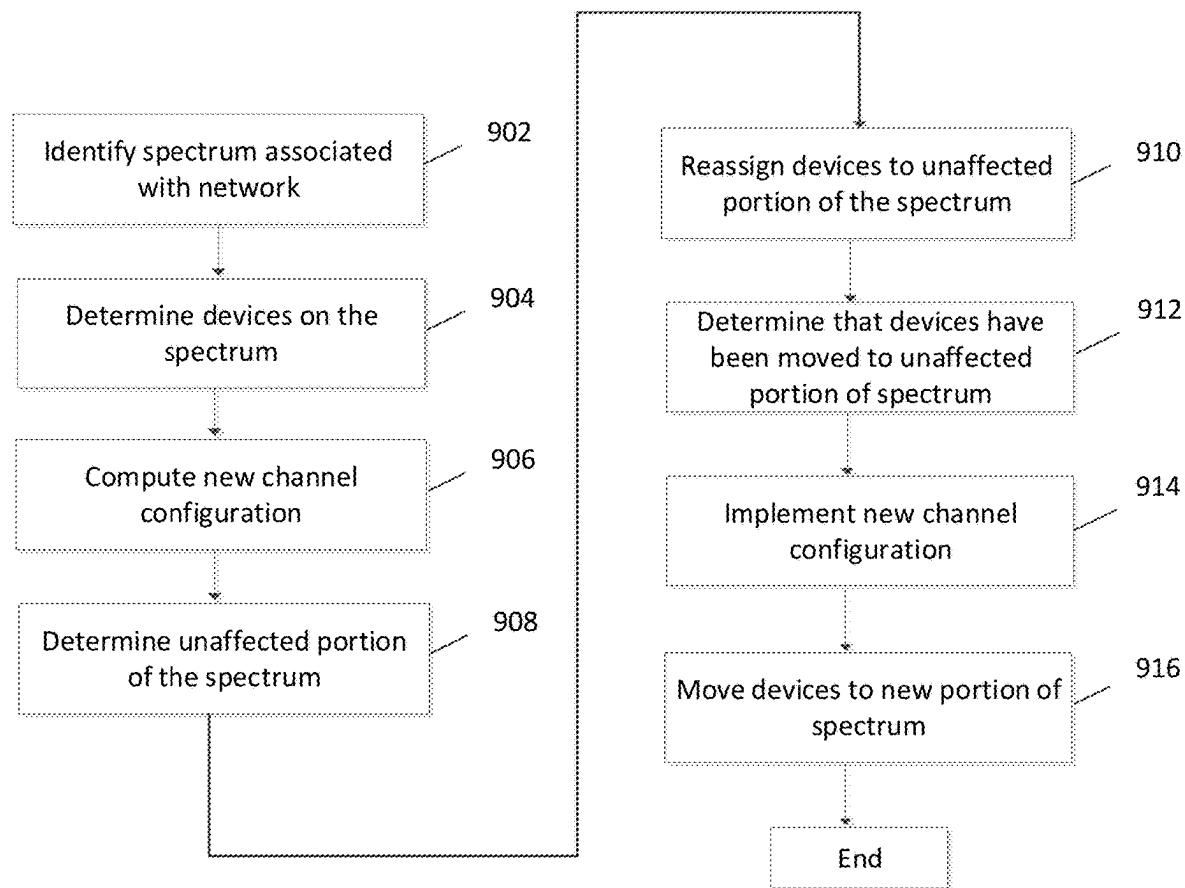 Identify spectrum associated
with network
902
Determine devices on the
spectrum
904
Compute new channel
configuration
906
Determine unaffected portion
of the spectrum
908
Reassign devices to unaffected
portion of the spectrum
910
Determine that devices have
been moved to unaffected
portion of spectrum
912
Implement new channel
configuration
914
Move devices to new portion of
spectrum
916
End